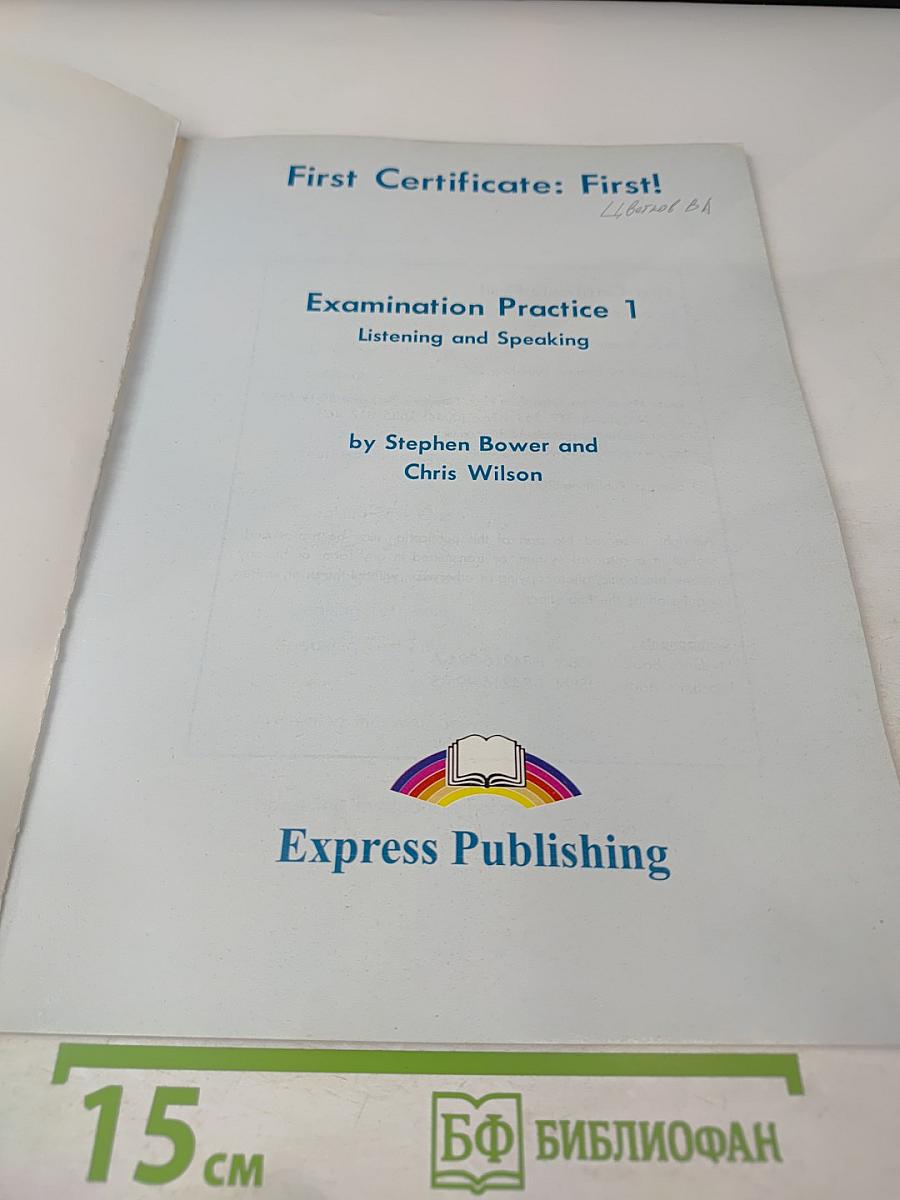 First Certificate: First!
Цветков ВА
Examination Practice 1
Listening and Speaking
by Stephen Bower and
Chris Wilson
Express Publishing
15 см
БФ БИБЛИОФАН